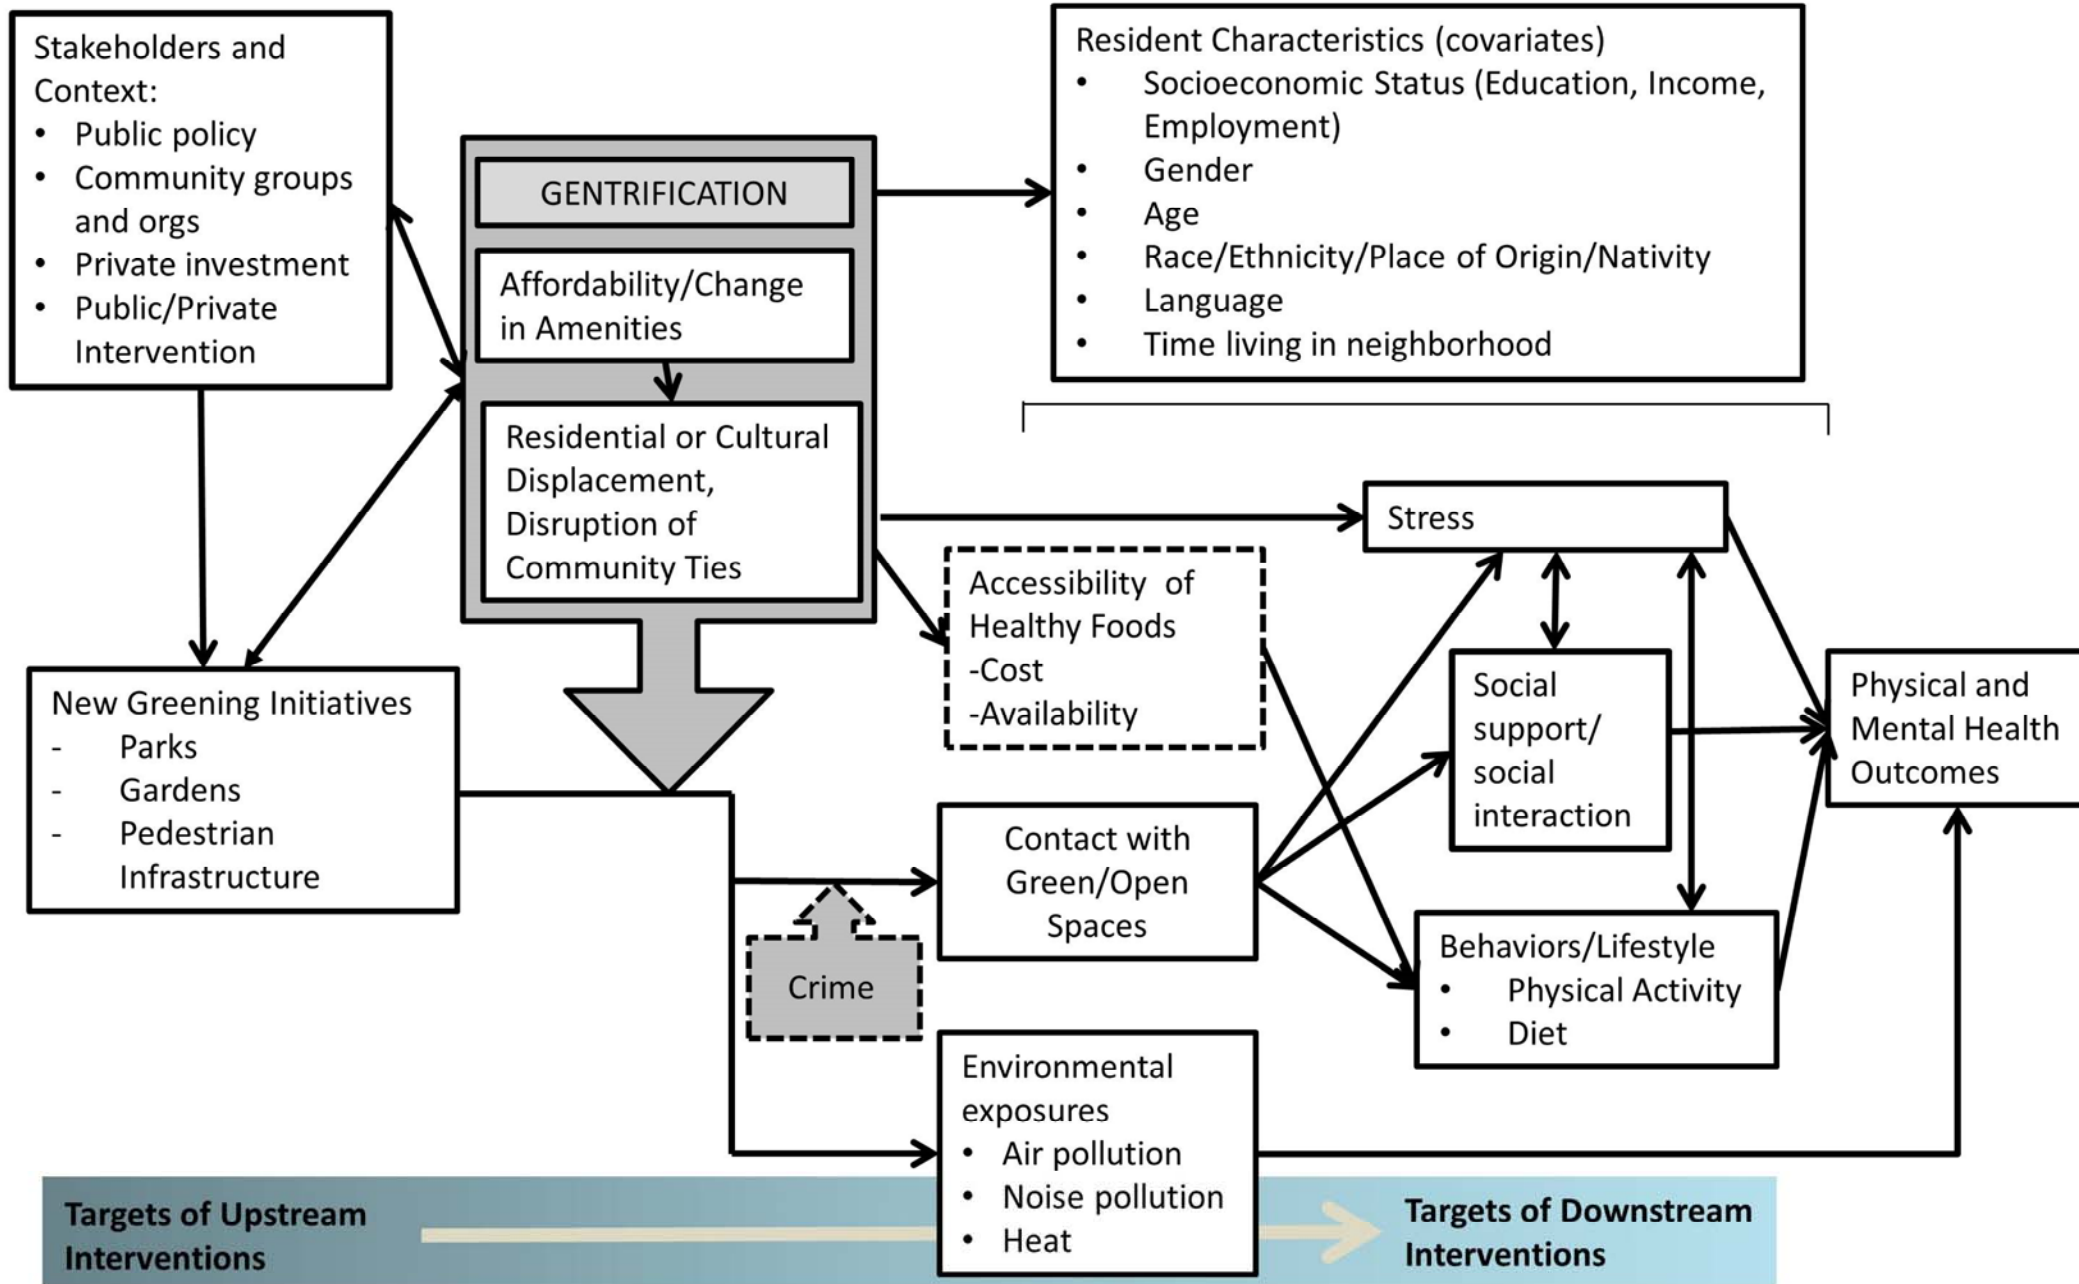 Stakeholders and
Context:
• Public policy
• Community groups
and orgs
• Private investment
• Public/Private
Intervention
GENTRIFICATION
Affordability/Change
in Amenities
Residential or Cultural
Displacement,
Disruption of
Community Ties
Resident Characteristics (covariates)
• Socioeconomic Status (Education, Income,
Employment)
• Gender
• Age
• Race/Ethnicity/Place of Origin/Nativity
• Language
• Time living in neighborhood
New Greening Initiatives
- Parks
- Gardens
- Pedestrian
Infrastructure
Accessibility of
Healthy Foods
-Cost
-Availability
Stress
Social
support/
social
interaction
Physical and
Mental Health
Outcomes
Contact with
Green/Open
Spaces
Crime
Behaviors/Lifestyle
• Physical Activity
• Diet
Environmental
exposures
• Air pollution
• Noise pollution
• Heat
Targets of Upstream
Interventions
Targets of Downstream
Interventions